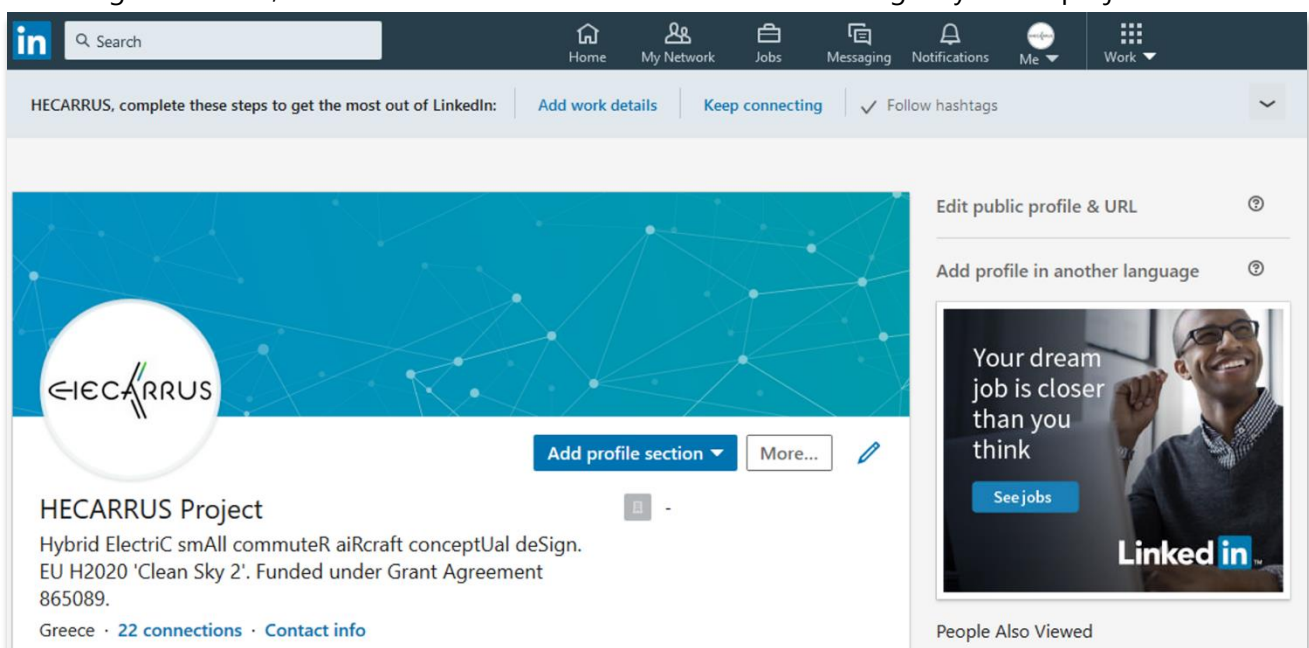 in
Search
Home
My Network
Jobs
Messaging
Notifications
Me
Work
HECARRUS, complete these steps to get the most out of LinkedIn:
Add work details
Keep connecting
Follow hashtags
Edit public profile & URL
Add profile in another language
HECARRUS
Your dream
job is closer
than you
think
See jobs
Linked in
Add profile section
More...
HECARRUS Project
-
Hybrid ElectriC smAll commuteR aiRcraft conceptUal deSign.
EU H2020 'Clean Sky 2'. Funded under Grant Agreement
865089.
Greece · 22 connections · Contact info
People Also Viewed